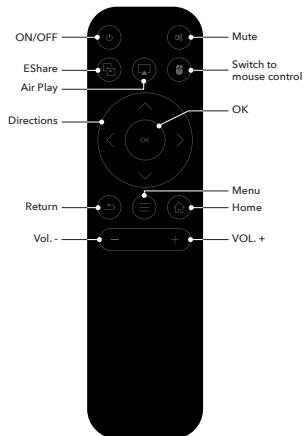 ON/OFF
Mute
EShare
Switch to
mouse control
Air Play
Directions
OK
OK
Menu
Return
Home
Vol. -
VOL. +